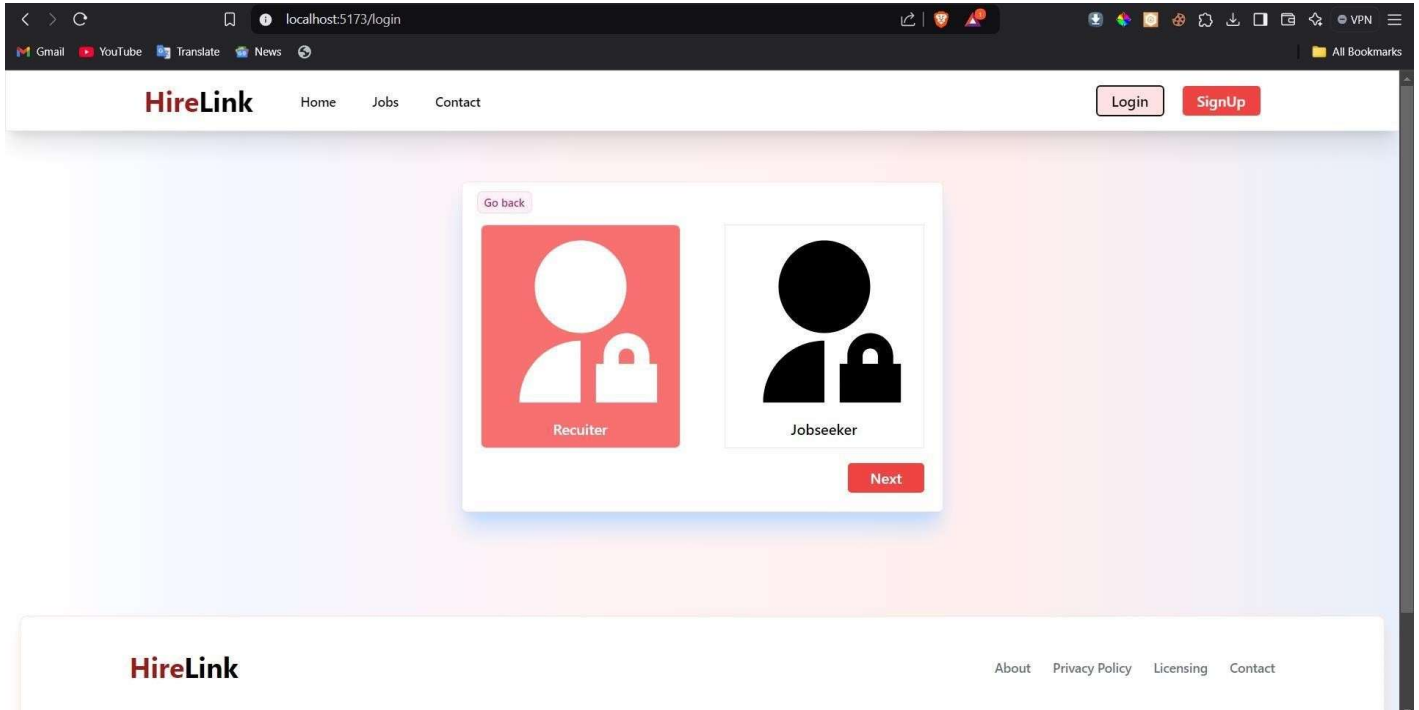 localhost:5173/login
VPN
Gmail YouTube Translate News All Bookmarks
HireLink Home Jobs Contact Login SignUp
Go back
Recuiter Jobseeker
Next
HireLink About Privacy Policy Licensing Contact